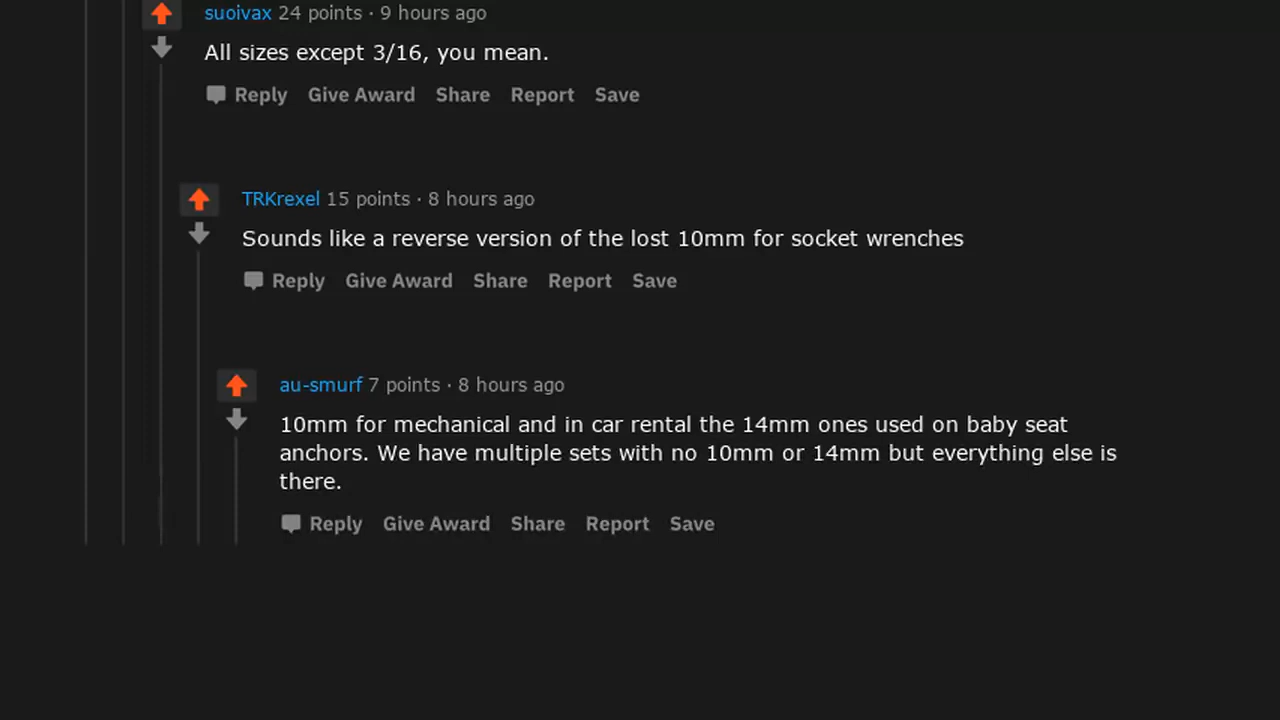 suoivax 24 points · 9 hours ago
All sizes except 3/16, you mean.
Reply Give Award Share Report Save
TRKrexel 15 points · 8 hours ago
Sounds like a reverse version of the lost 10mm for socket wrenches
Reply Give Award Share Report Save
au-smurf 7 points · 8 hours ago
10mm for mechanical and in car rental the 14mm ones used on baby seat
anchors. We have multiple sets with no 10mm or 14mm but everything else is
there.
Reply Give Award Share Report Save